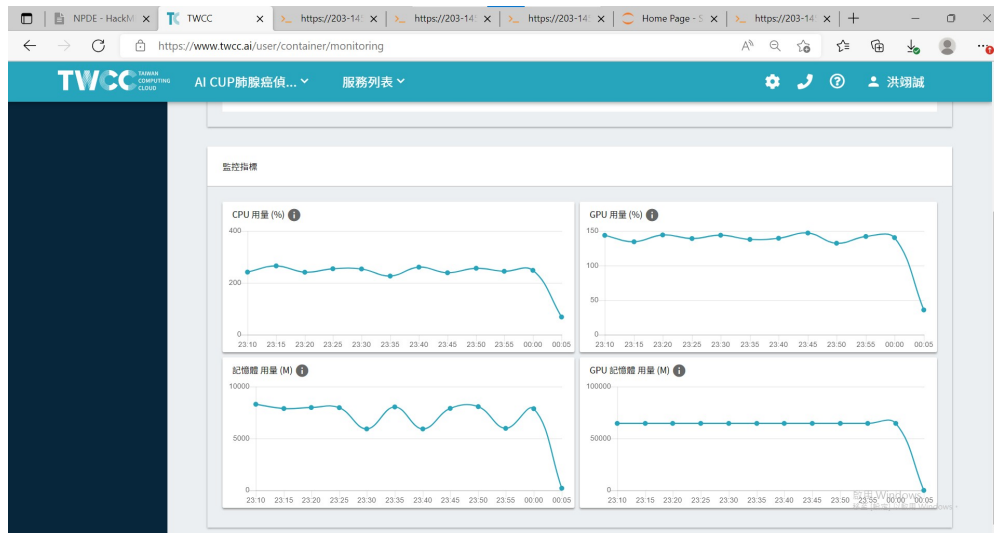 NPDE - HackM
TWCC
https://203-145
https://203-145
https://203-145
Home Page - S
https://203-145
https://www.twcc.ai/user/container/monitoring
TWCC TAIWAN COMPUTING CLOUD
AI CUP肺腺癌偵...
服務列表
洪翊誠
監控指標
CPU 用量 (%)
400
200
0
23:10 23:15 23:20 23:25 23:30 23:35 23:40 23:45 23:50 23:55 00:00 00:05
GPU 用量 (%)
150
100
50
0
23:10 23:15 23:20 23:25 23:30 23:35 23:40 23:45 23:50 23:55 00:00 00:05
記憶體 用量 (M)
10000
5000
0
23:10 23:15 23:20 23:25 23:30 23:35 23:40 23:45 23:50 23:55 00:00 00:05
GPU 記憶體 用量 (M)
100000
50000
0
23:10 23:15 23:20 23:25 23:30 23:35 23:40 23:45 23:50 23:55 00:00 00:05
啟用 Windows